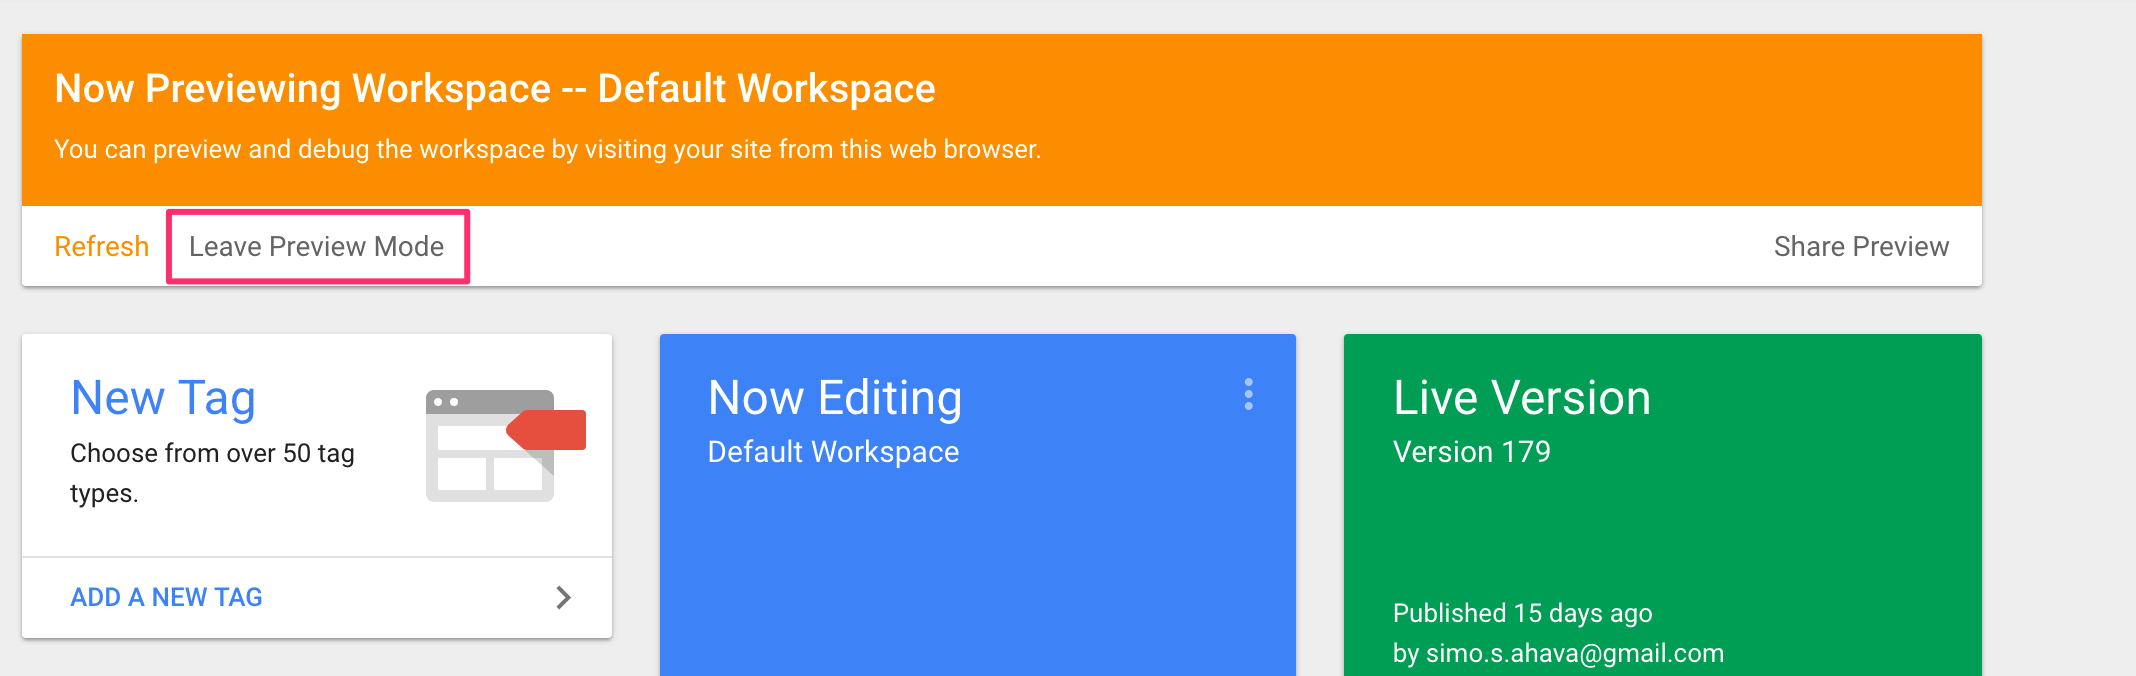 Now Previewing Workspace -- Default Workspace
You can preview and debug the workspace by visiting your site from this web browser.
Refresh
Leave Preview Mode
Share Preview
New Tag
Choose from over 50 tag
types.
ADD A NEW TAG
Now Editing
Default Workspace
Live Version
Version 179
Published 15 days ago
by simo.s.ahava@gmail.com